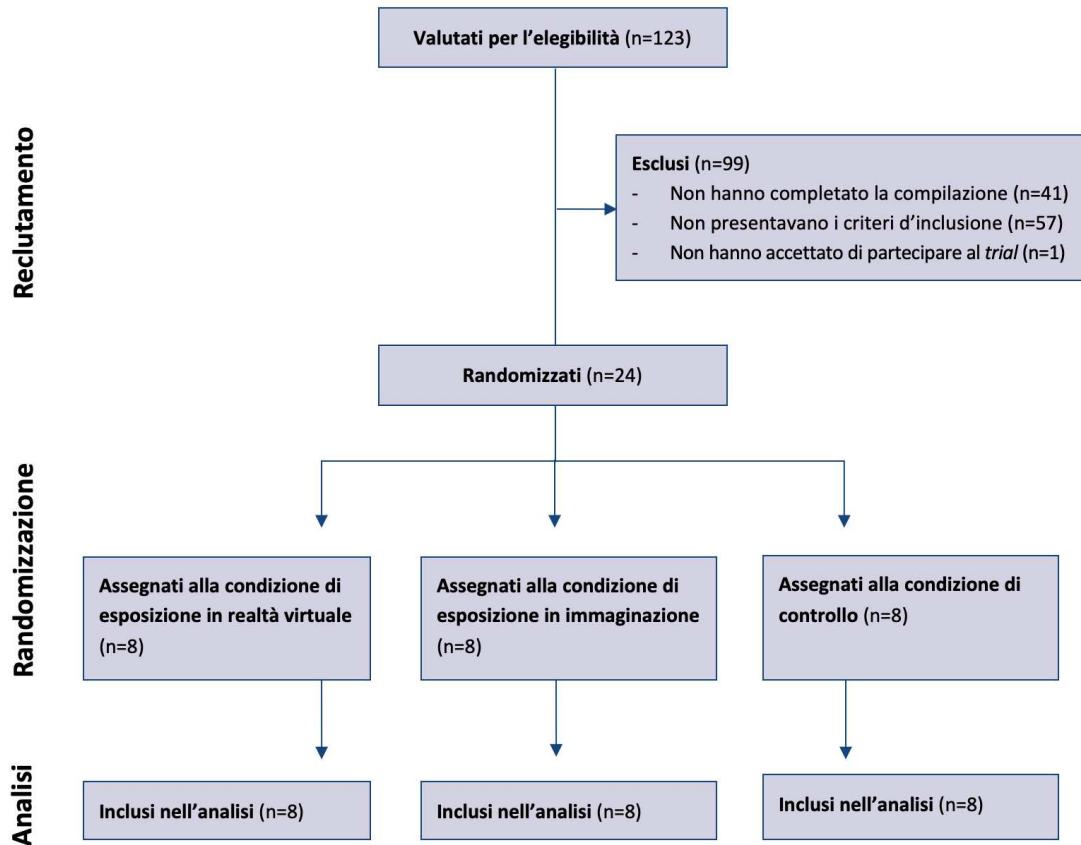 Valutati per l'elegibilità (n=123)
Reclutamento
Esclusi (n=99)
- Non hanno completato la compilazione (n=41)
- Non presentavano i criteri d'inclusione (n=57)
- Non hanno accettato di partecipare al trial (n=1)
Randomizzati (n=24)
Randomizzazione
Assegnati alla condizione di
esposizione in realtà virtuale
(n=8)
Assegnati alla condizione di
esposizione in immaginazione
(n=8)
Assegnati alla condizione di
controllo (n=8)
Analisi
Inclusi nell'analisi (n=8)
Inclusi nell'analisi (n=8)
Inclusi nell'analisi (n=8)